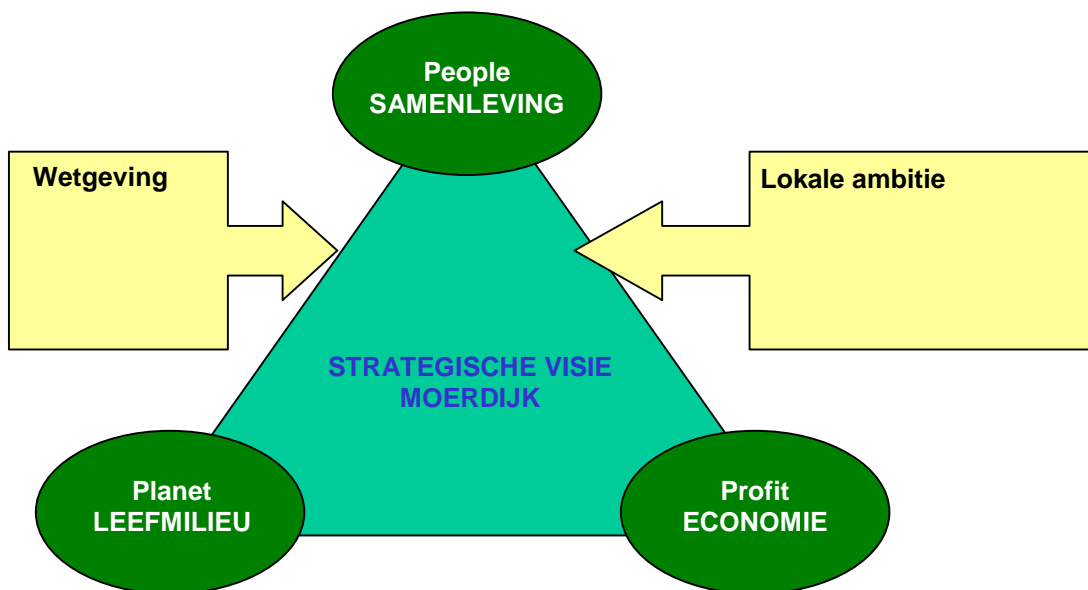 People
SAMENLEVING
Wetgeving
Lokale ambitie
STRATEGISCHE VISIE
MOERDIJK
Planet
LEEFMILIEU
Profit
ECONOMIE